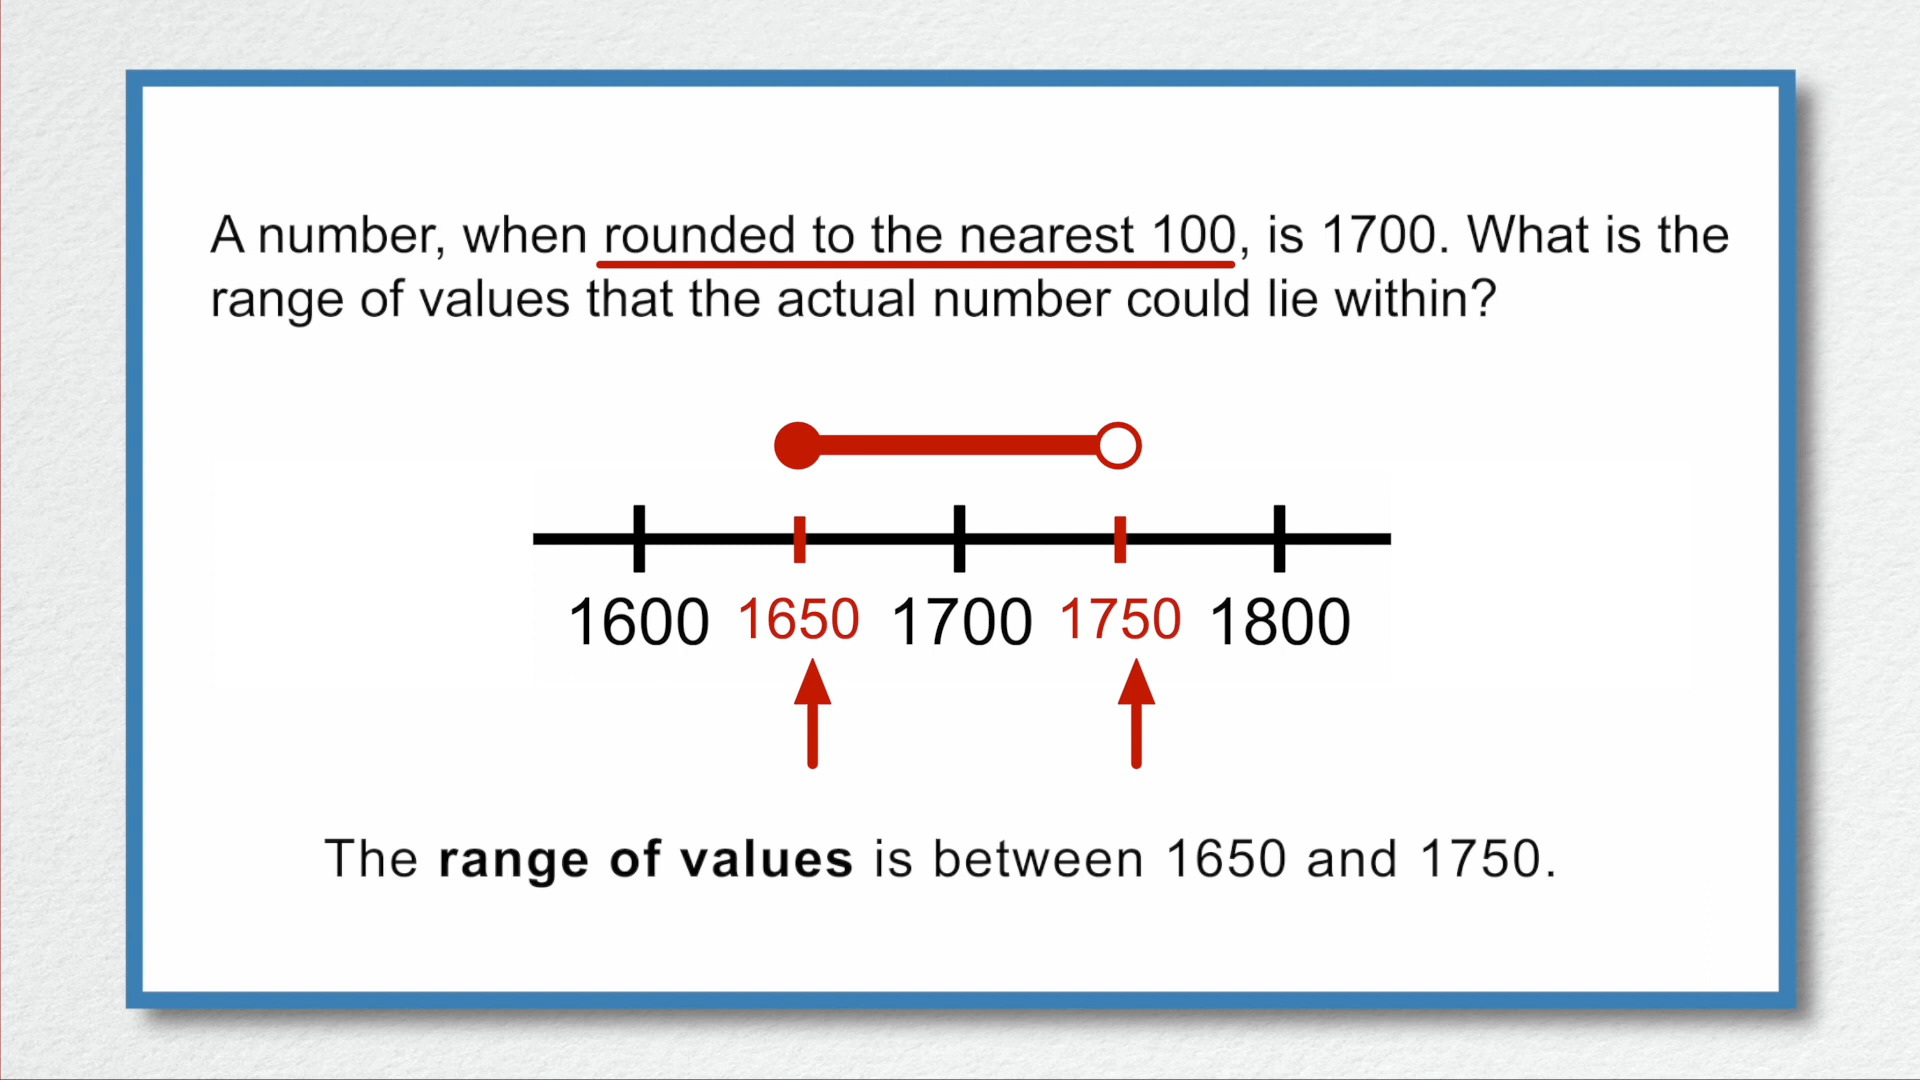 A number, when rounded to the nearest 100, is 1700. What is the
range of values that the actual number could lie within?
1600 1650 1700 1750 1800
The range of values is between 1650 and 1750.